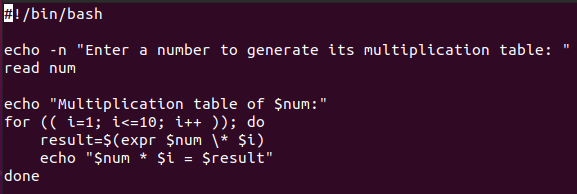 #!/bin/bash

echo -n "Enter a number to generate its multiplication table: "
read num

echo "Multiplication table of $num:"
for (( i=1; i<=10; i++ )); do
    result=$(expr $num \* $i)
    echo "$num * $i = $result"
done